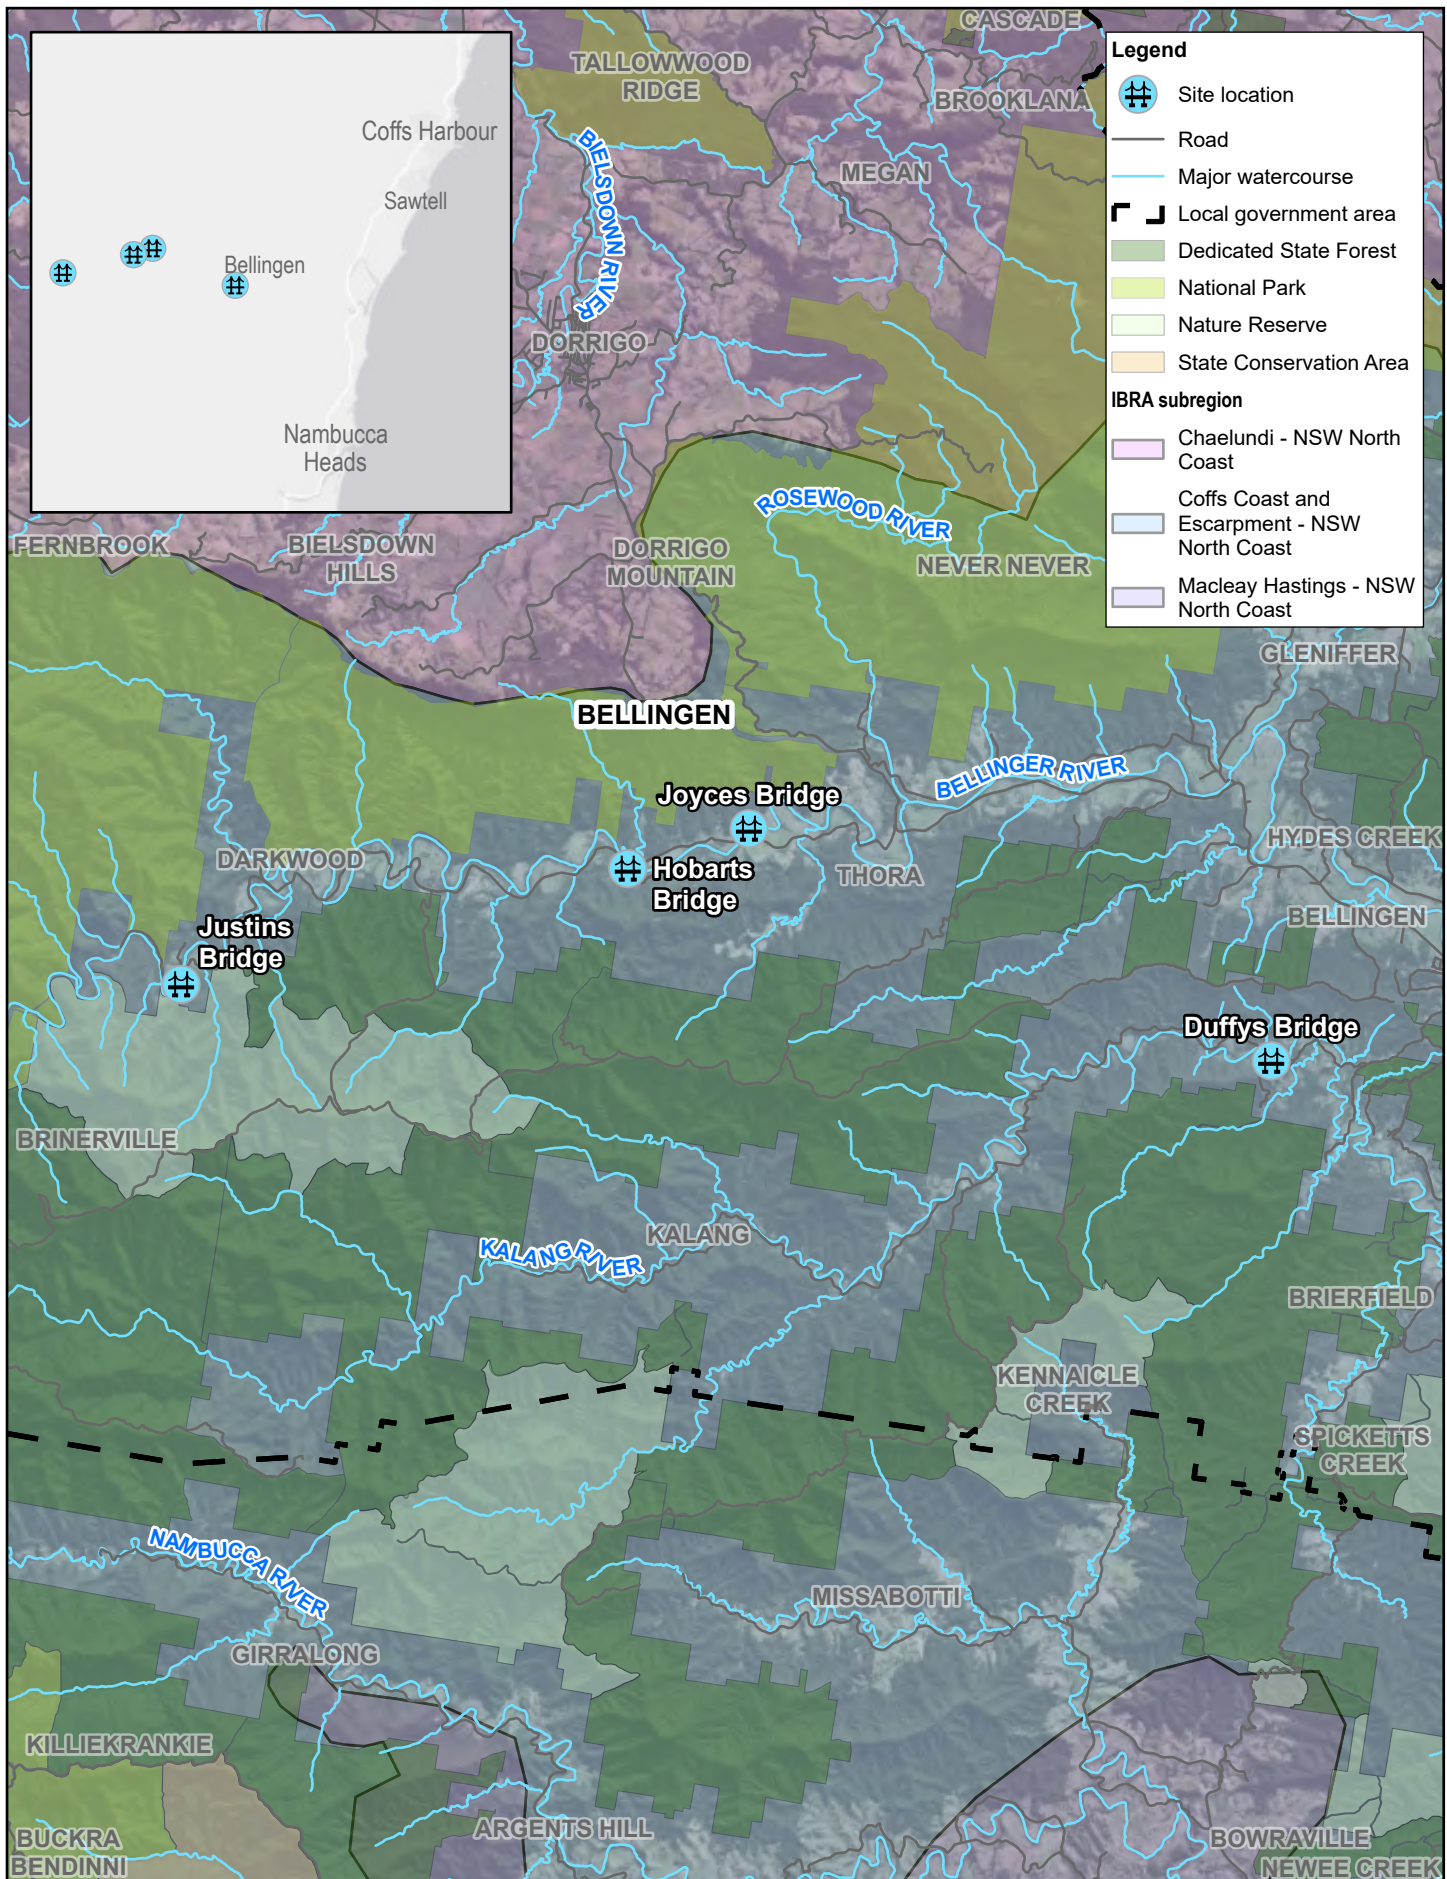 CASCADE
TALLOWWOOD
RIDGE
BROOKLANA
MEGAN
BIELSDOWN RIVER
DORRIGO
Coffs Harbour
Sawtell
Bellingen
Nambucca
Heads
Legend
Site location
Road
Major watercourse
Local government area
Dedicated State Forest
National Park
Nature Reserve
State Conservation Area
IBRA subregion
Chaelundi - NSW North
Coast
Coffs Coast and
Escarpment - NSW
North Coast
Macleay Hastings - NSW
North Coast
ROSEWOOD RIVER
FERNBROOK
BIELSDOWN
HILLS
DORRIGO
MOUNTAIN
NEVER NEVER
GLENIFFER
BELLINGEN
BELLINGER RIVER
Joyces Bridge
HYDES CREEK
DARKWOOD
Hobarts
Bridge
THORA
BELLINGEN
Justins
Bridge
Duffys Bridge
BRINERVILLE
KALANG
KALANG RIVER
BRIERFIELD
KENNAICLE
CREEK
SPICKETTS
CREEK
NAMBUCCA RIVER
MISSABOTTI
GIRRALONG
KILLIEKRANKIE
ARGENTS HILL
BUCKRA
BENDINNI
BOWRAVILLE
NEWEE CREEK